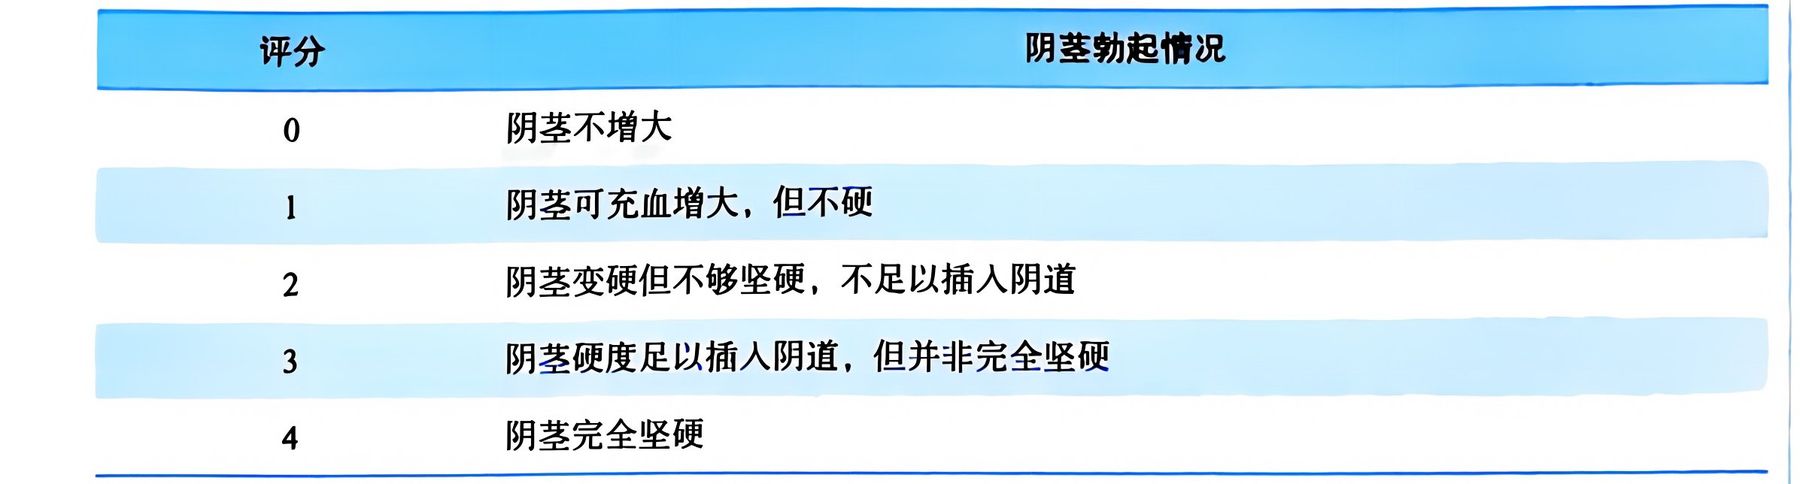 评分 阴茎勃起情况
0 阴茎不增大
1 阴茎可充血增大，但不硬
2 阴茎变硬但不够坚硬，不足以插入阴道
3 阴茎硬度足以插入阴道，但并非完全坚硬
4 阴茎完全坚硬